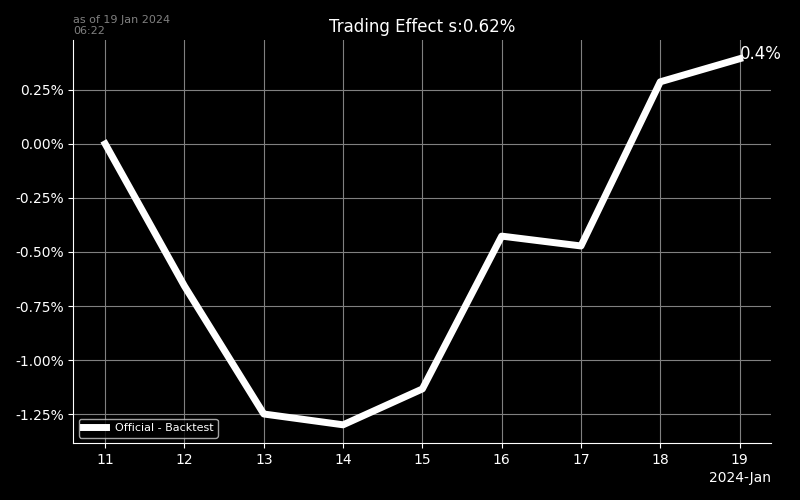 as of 19 Jan 2024
06:22
Trading Effect s:0.62%
0.4%
0.25%
0.00%
-0.25%
-0.50%
-0.75%
-1.00%
-1.25%
Official - Backtest
11 12 13 14 15 16 17 18 19
2024-Jan